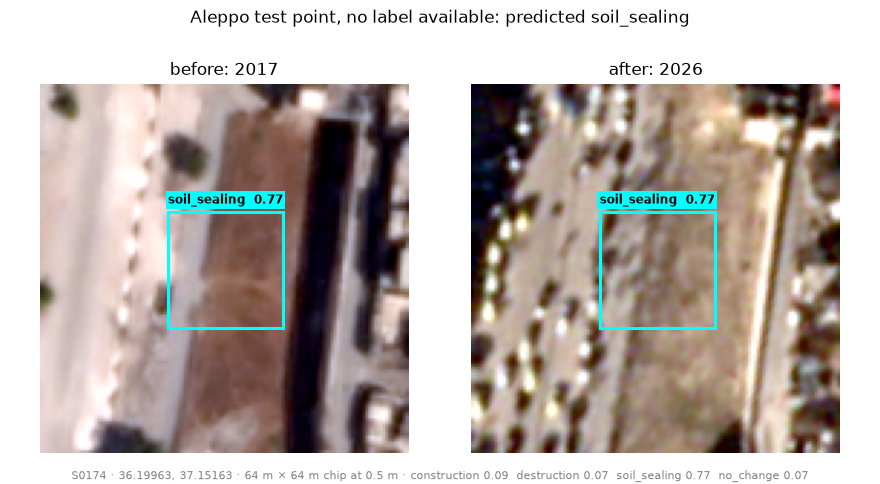 Aleppo test point, no label available: predicted soil_sealing
before: 2017
after: 2026
soil_sealing 0.77
soil_sealing 0.77
S0174 · 36.19963, 37.15163 · 64 m × 64 m chip at 0.5 m · construction 0.09 destruction 0.07 soil_sealing 0.77 no_change 0.07